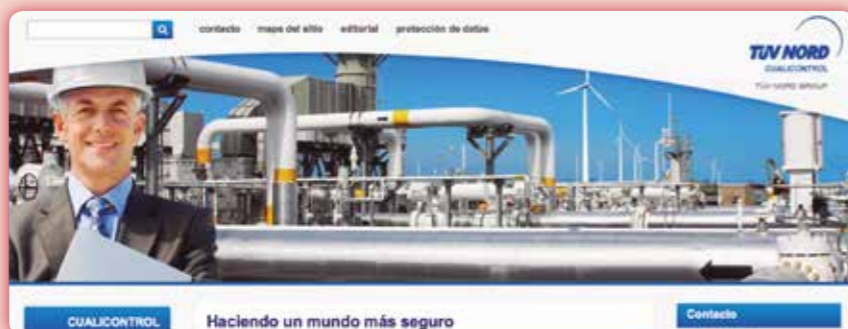 contacto mapa del sitio editorial protección de datos
TÜV NORD
CUALICONTROL
TÜV NORD GROUP
CUALICONTROL
Haciendo un mundo más seguro
Contacto